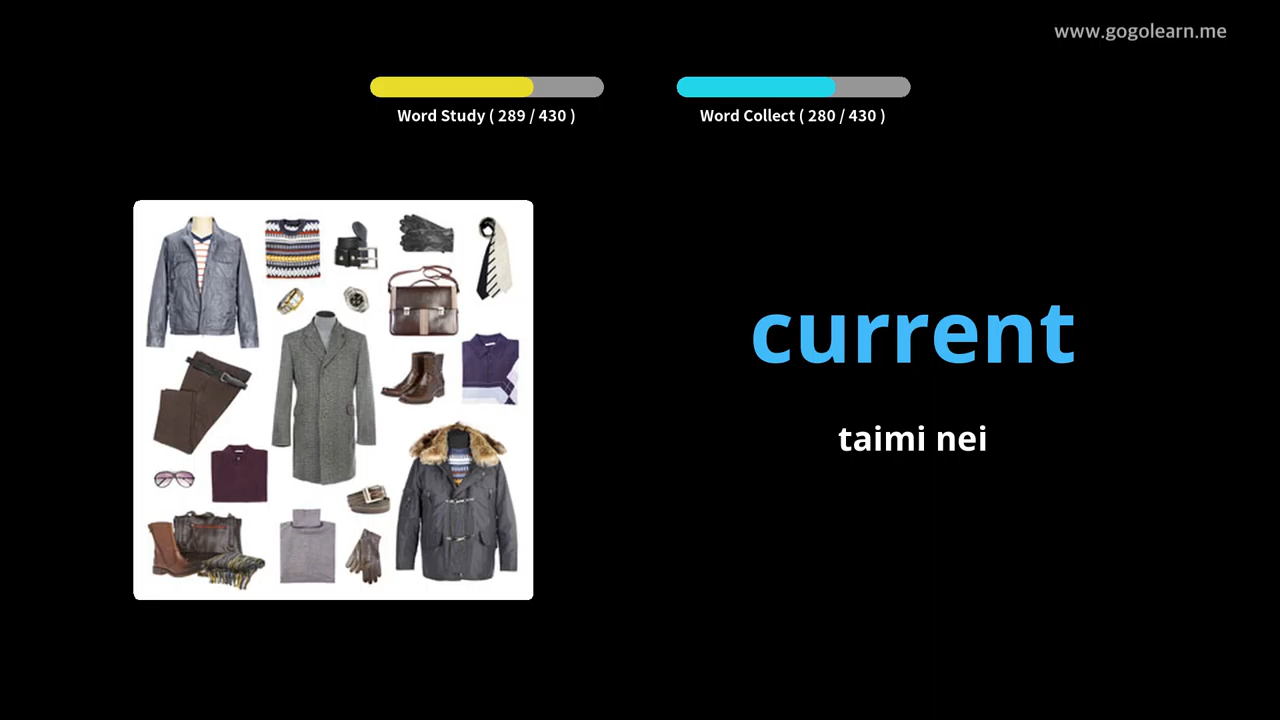 www.gogolearn.me
Word Study ( 289 / 430 )
Word Collect ( 280 / 430 )
current
taimi nei